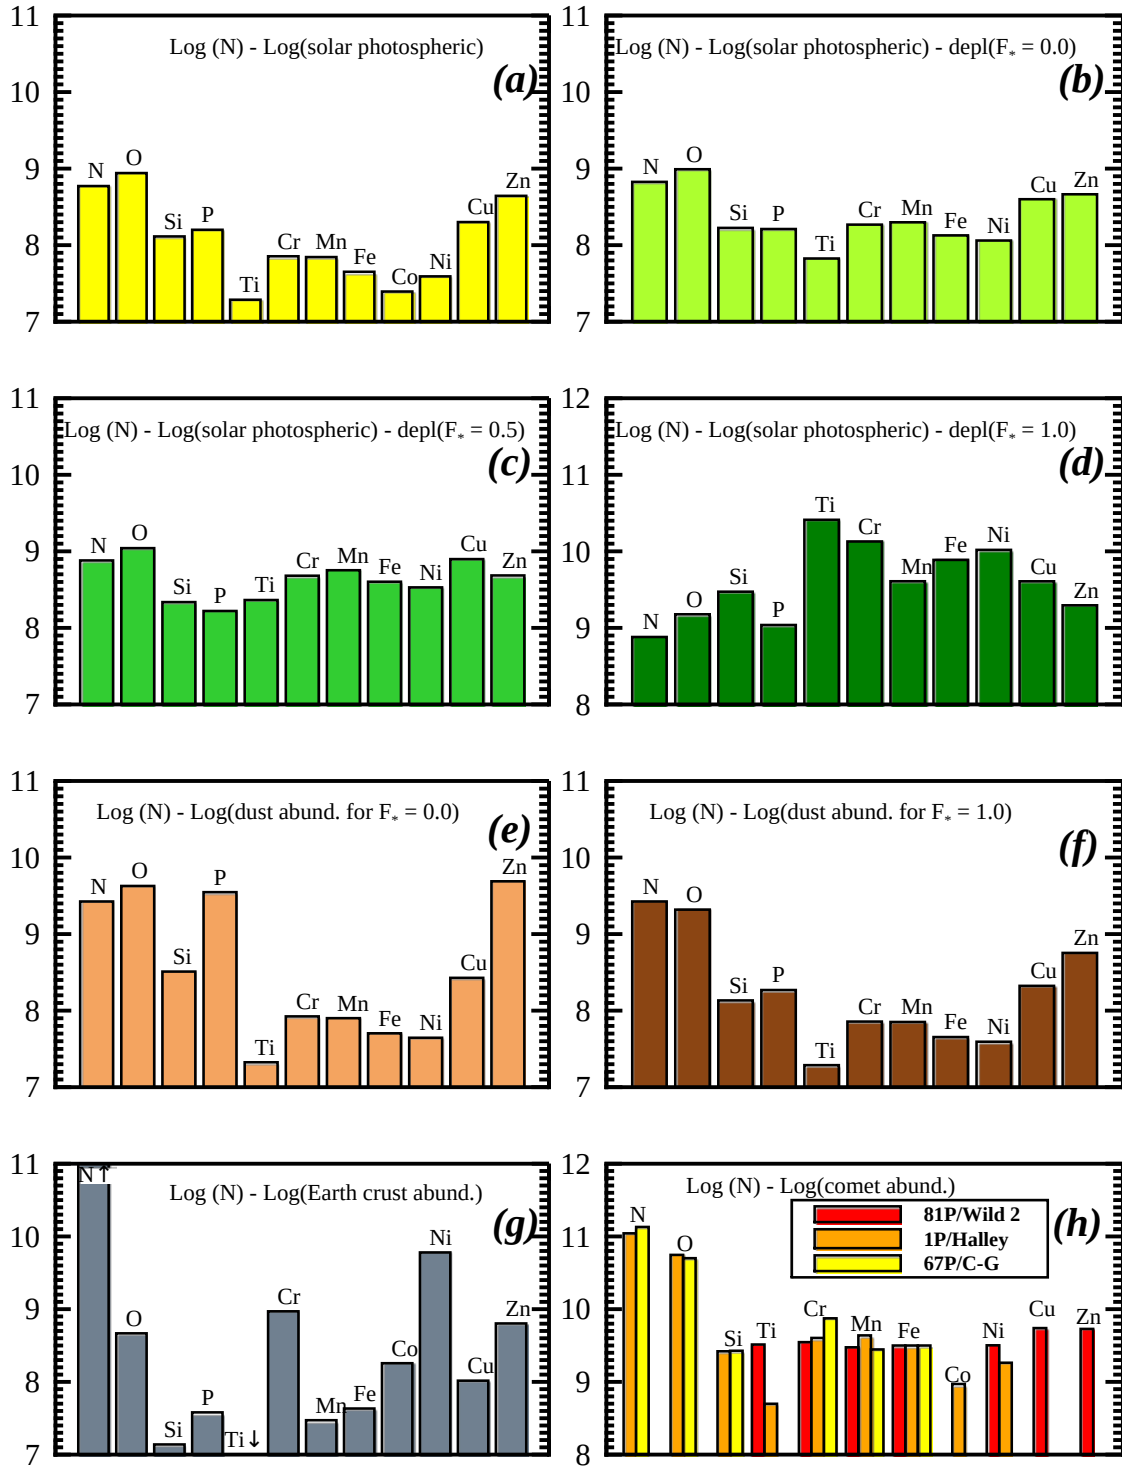 11
10
9
8
7
Log (N) - Log(solar photospheric)
(a)
N
O
Si
P
Ti
Cr
Mn
Fe
Co
Ni
Cu
Zn
11
10
9
8
7
Log (N) - Log(solar photospheric) - depl(F* = 0.0)
(b)
N
O
Si
P
Ti
Cr
Mn
Fe
Ni
Cu
Zn
11
10
9
8
7
Log (N) - Log(solar photospheric) - depl(F* = 0.5)
(c)
N
O
Si
P
Ti
Cr
Mn
Fe
Ni
Cu
Zn
12
11
10
9
8
Log (N) - Log(solar photospheric) - depl(F* = 1.0)
(d)
N
O
Si
P
Ti
Cr
Mn
Fe
Ni
Cu
Zn
11
10
9
8
7
Log (N) - Log(dust abund. for F* = 0.0)
(e)
N
O
Si
P
Ti
Cr
Mn
Fe
Ni
Cu
Zn
11
10
9
8
7
Log (N) - Log(dust abund. for F* = 1.0)
(f)
N
O
Si
P
Ti
Cr
Mn
Fe
Ni
Cu
Zn
11
10
9
8
7
Log (N) - Log(Earth crust abund.)
(g)
N↑
O
Si
P
Ti↓
Cr
Mn
Fe
Co
Ni
Cu
Zn
12
11
10
9
8
Log (N) - Log(comet abund.)
81P/Wild 2
1P/Halley
67P/C-G
(h)
N
O
Si
Ti
Cr
Mn
Fe
Co
Ni
Cu
Zn